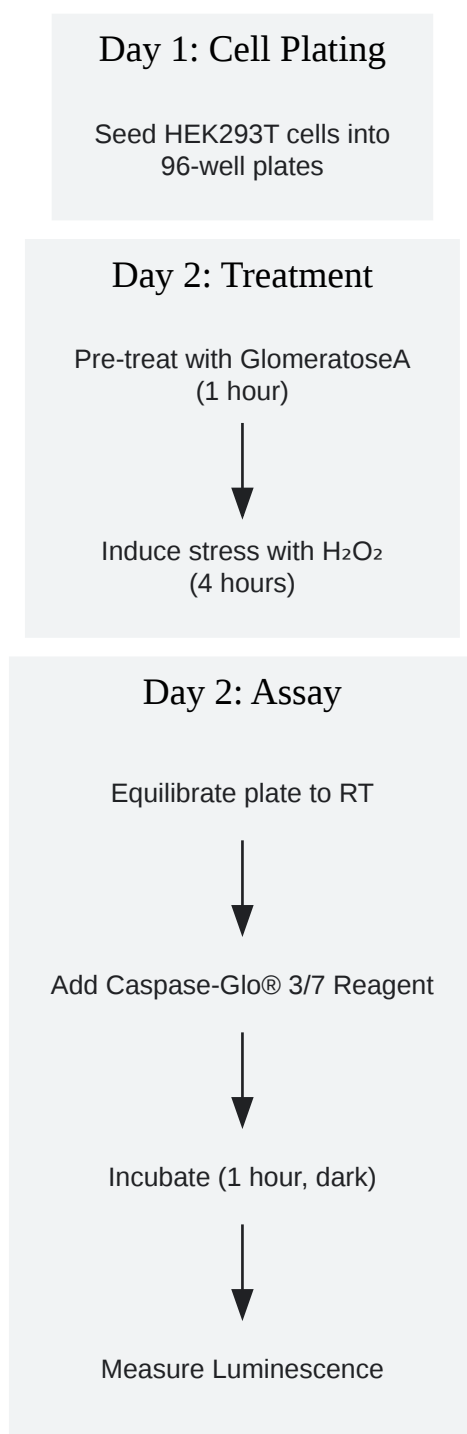 Day 1: Cell Plating
Seed HEK293T cells into
96-well plates
Day 2: Treatment
Pre-treat with GlomeratoseA
(1 hour)
Induce stress with H₂O₂
(4 hours)
Day 2: Assay
Equilibrate plate to RT
Add Caspase-Glo® 3/7 Reagent
Incubate (1 hour, dark)
Measure Luminescence